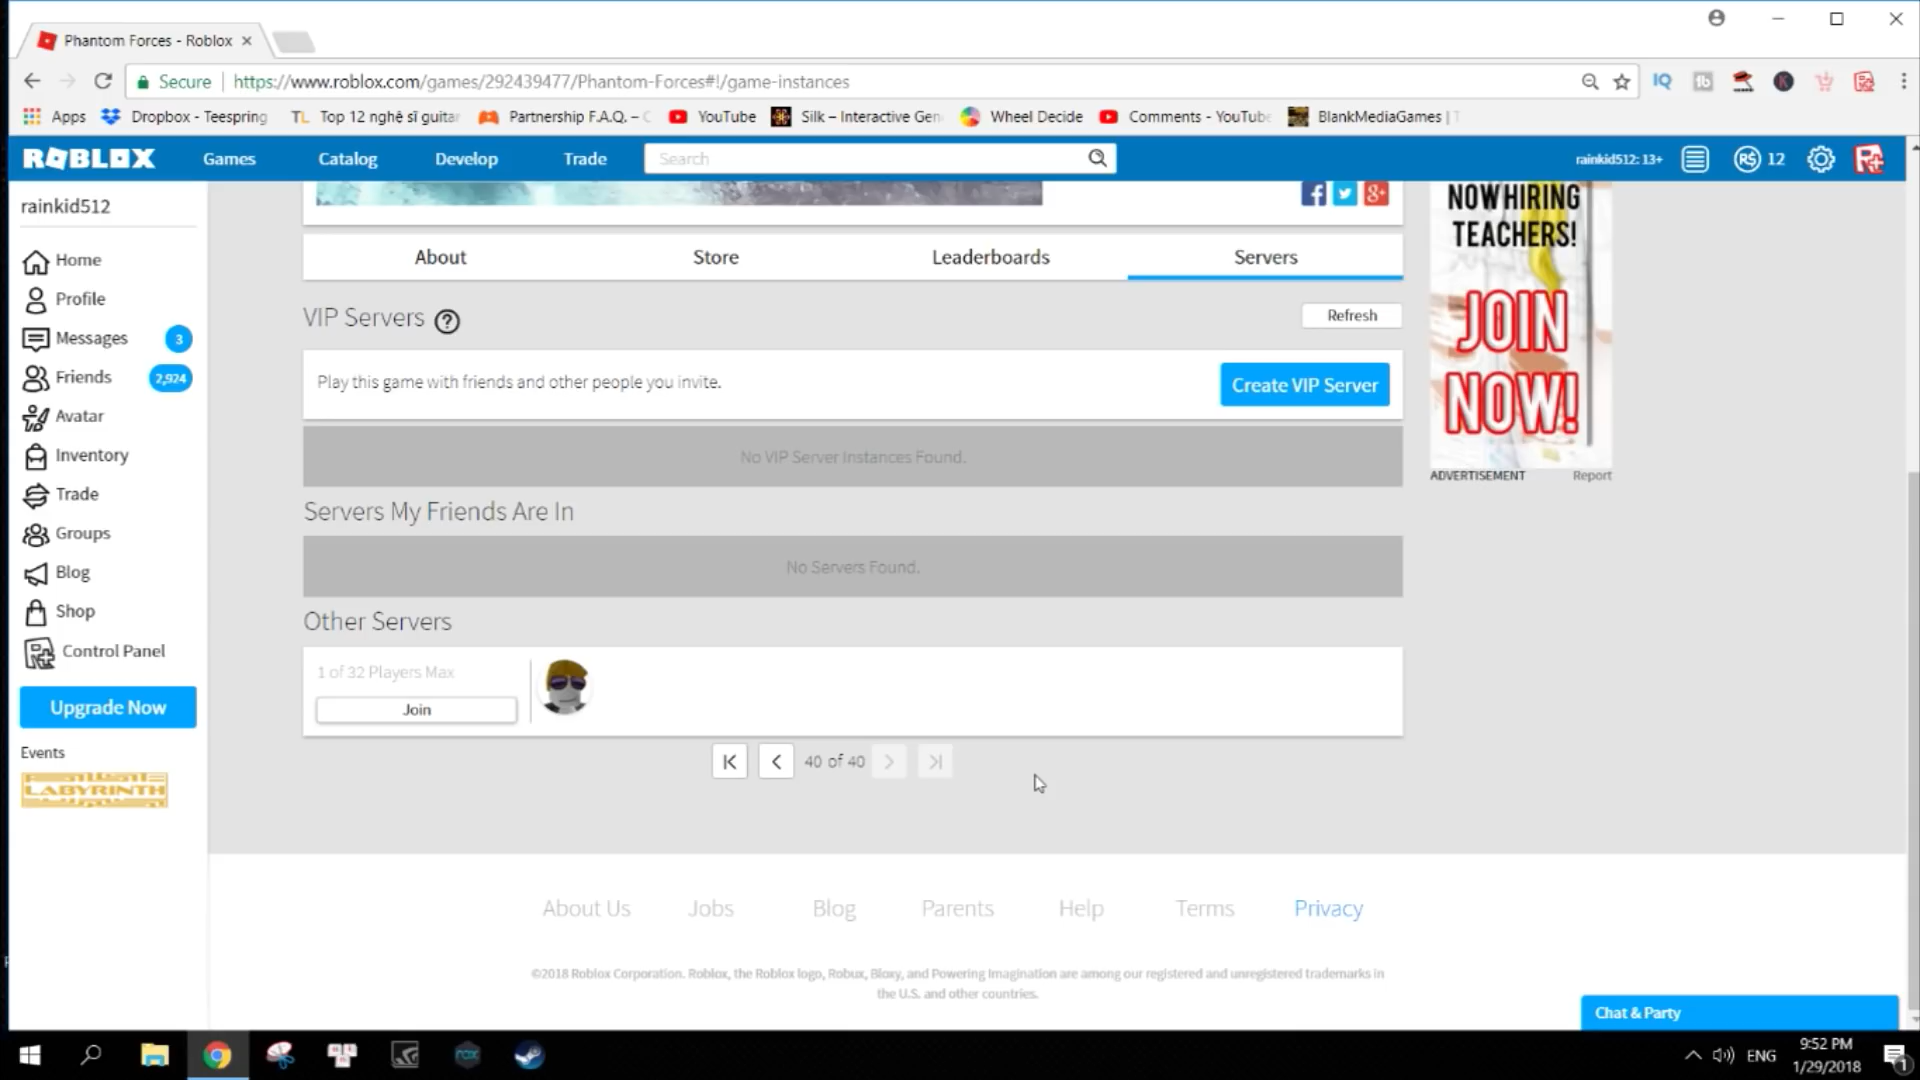 Phantom Forces - Roblox
Secure
https://www.roblox.com/games/292439477/Phantom-Forces#!/game-instances
Apps
Dropbox - Teespring
TL Top 12 nghệ sĩ guitar
Partnership F.A.Q. –
YouTube
Silk – Interactive Gen
Wheel Decide
Comments - YouTube
BlankMediaGames |
ROBLOX
Games
Catalog
Develop
Trade
Search
rainkid512: 13+
R$ 12
rainkid512
Home
Profile
Messages 3
Friends 2,924
Avatar
Inventory
Trade
Groups
Blog
Shop
Control Panel
Upgrade Now
Events
LABYRINTH
About
Store
Leaderboards
Servers
VIP Servers ?
Refresh
Play this game with friends and other people you invite.
Create VIP Server
No VIP Server Instances Found.
Servers My Friends Are In
No Servers Found.
Other Servers
1 of 32 Players Max
Join
40 of 40
NOW HIRING
TEACHERS!
JOIN
NOW!
ADVERTISEMENT
Report
About Us
Jobs
Blog
Parents
Help
Terms
Privacy
©2018 Roblox Corporation. Roblox, the Roblox logo, Robux, Bloxy, and Powering Imagination are among our registered and unregistered trademarks in
the U.S. and other countries.
Chat & Party
ENG
9:52 PM
1/29/2018
1